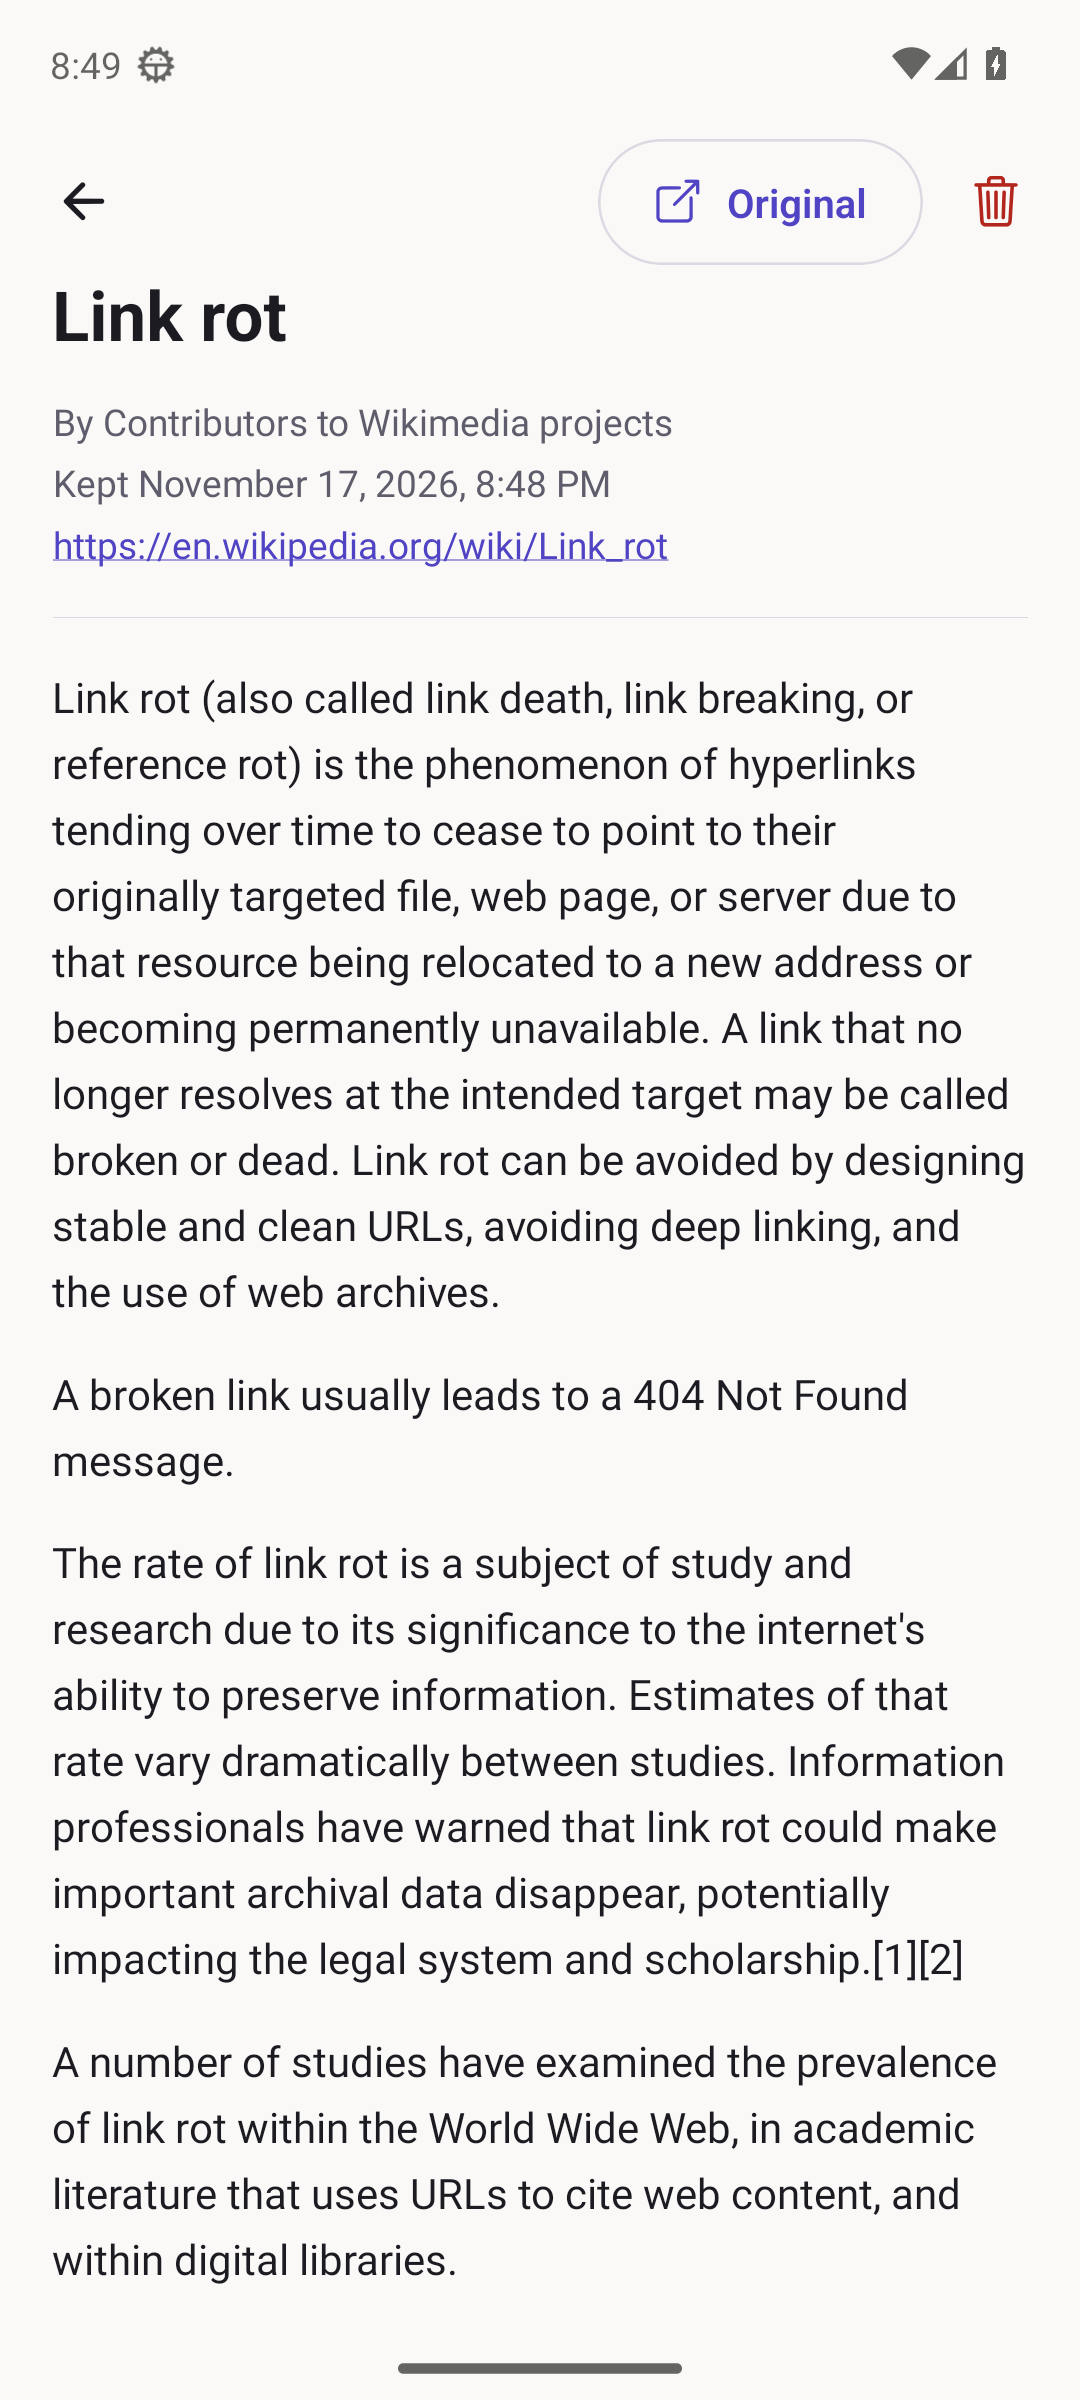 8:49
Original
Link rot
By Contributors to Wikimedia projects
Kept November 17, 2026, 8:48 PM
https://en.wikipedia.org/wiki/Link_rot
Link rot (also called link death, link breaking, or
reference rot) is the phenomenon of hyperlinks
tending over time to cease to point to their
originally targeted file, web page, or server due to
that resource being relocated to a new address or
becoming permanently unavailable. A link that no
longer resolves at the intended target may be called
broken or dead. Link rot can be avoided by designing
stable and clean URLs, avoiding deep linking, and
the use of web archives.
A broken link usually leads to a 404 Not Found
message.
The rate of link rot is a subject of study and
research due to its significance to the internet's
ability to preserve information. Estimates of that
rate vary dramatically between studies. Information
professionals have warned that link rot could make
important archival data disappear, potentially
impacting the legal system and scholarship.[1][2]
A number of studies have examined the prevalence
of link rot within the World Wide Web, in academic
literature that uses URLs to cite web content, and
within digital libraries.